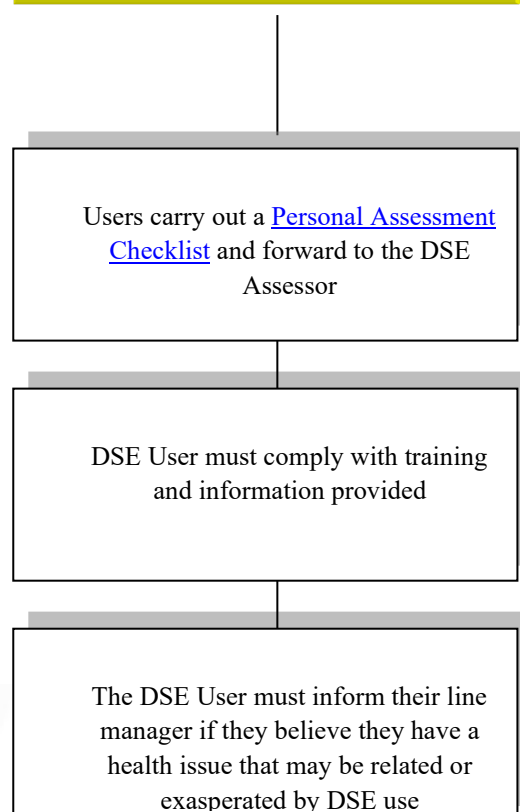 Users carry out a Personal Assessment
Checklist and forward to the DSE
Assessor
DSE User must comply with training
and information provided
The DSE User must inform their line
manager if they believe they have a
health issue that may be related or
exasperated by DSE use